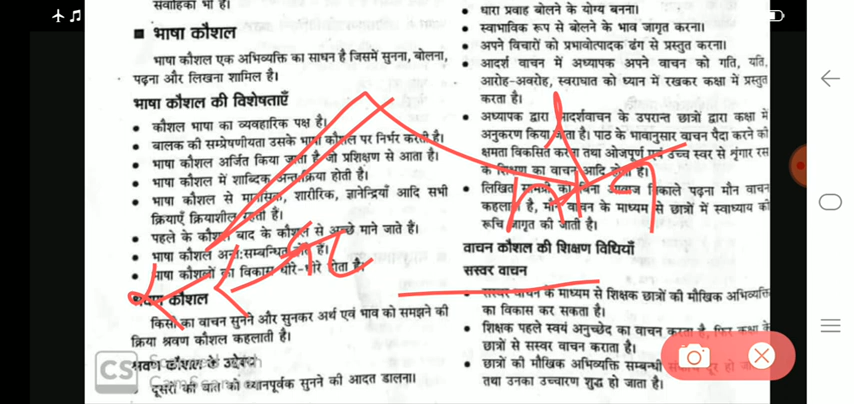 सवाहिका भी है।
■ भाषा कौशल
भाषा कौशल एक अभिव्यक्ति का साधन है जिसमें सुनना, बोलना,
पढ़ना और लिखना शामिल है।
भाषा कौशल की विशेषताएँ
• कौशल भाषा का व्यवहारिक पक्ष है।
• बालक की सम्प्रेषणीयता उसके भाषा कौशल पर निर्भर करती है।
• भाषा कौशल अर्जित किया जाता है जो प्रशिक्षण से आता है।
• भाषा कौशल में शाब्दिक अन्तःक्रिया होती है।
• भाषा कौशल से मानसिक, शारीरिक, ज्ञानेन्द्रियाँ आदि सभी
क्रियाएँ क्रियाशील रहती हैं।
• पहले के कौशल बाद के कौशल से अच्छे माने जाते हैं।
• भाषा कौशल अन्तःसम्बन्धित होते हैं।
• भाषा कौशलों का विकास धीरे-धीरे होता है।
श्रवण कौशल
किसी का वाचन सुनने और सुनकर अर्थ एवं भाव को समझने की
क्रिया श्रवण कौशल कहलाती है।
श्रवण कौशल के उद्देश्य
• दूसरों की बात को ध्यानपूर्वक सुनने की आदत डालना।
CS
• धारा प्रवाह बोलने के योग्य बनना।
• स्वाभाविक रूप से बोलने के भाव जागृत करना।
• अपने विचारों को प्रभावोत्पादक ढंग से प्रस्तुत करना।
• आदर्श वाचन में अध्यापक अपने वाचन को गति, यति,
आरोह-अवरोह, स्वराघात को ध्यान में रखकर कक्षा में प्रस्तुत
करता है।
• अध्यापक द्वारा आदर्शवाचन के उपरान्त छात्रों द्वारा कक्षा में
अनुकरण किया जाता है। पाठ के भावानुसार वाचन पैदा करने की
क्षमता विकसित करना तथा ओजपूर्ण एवं उच्च स्वर से शृंगार रस
के शिक्षण का वाचन आदि होता है।
• लिखित सामग्री को बिना आवाज निकाले पढ़ना मौन वाचन
कहलाता है, मौन वाचन के माध्यम से छात्रों में स्वाध्याय की
रूचि जागृत की जाती है।
वाचन कौशल की शिक्षण विधियाँ
सस्वर वाचन
• सस्वर वाचन के माध्यम से शिक्षक छात्रों की मौखिक अभिव्यक्ति
का विकास कर सकता है।
• शिक्षक पहले स्वयं अनुच्छेद का वाचन करता है, फिर कक्षा के
छात्रों से सस्वर वाचन कराता है।
• छात्रों की मौखिक अभिव्यक्ति सम्बन्धी दूर हो
तथा उनका उच्चारण शुद्ध हो जाता है।